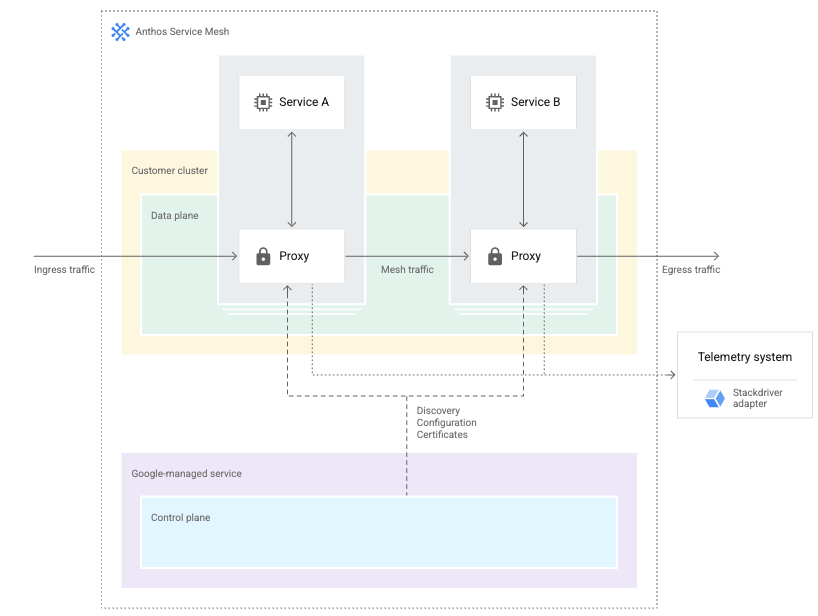 Anthos Service Mesh
Service A
Service B
Customer cluster
Data plane
Proxy
Proxy
Ingress traffic
Mesh traffic
Egress traffic
Telemetry system
Stackdriver
adapter
Discovery
Configuration
Certificates
Google-managed service
Control plane